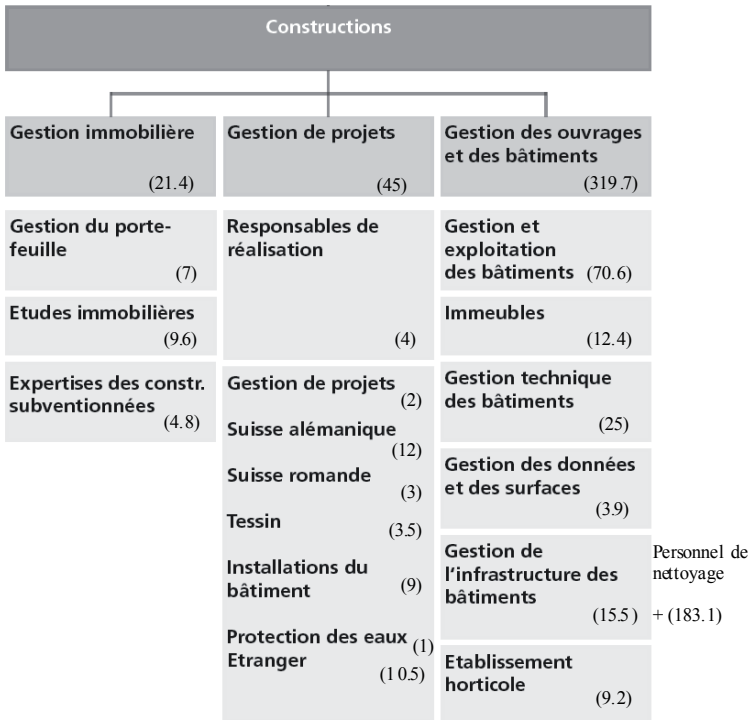 Constructions
Gestion immobilière
(21.4)
Gestion du porte-
feuille
(7)
Etudes immobilières
(9.6)
Expertises des constr.
subventionnées
(4.8)
Gestion de projets
(45)
Responsables de
réalisation
(4)
Gestion de projets
(2)
Suisse alémanique
(12)
Suisse romande
(3)
Tessin
(3.5)
Installations du
bâtiment
(9)
Protection des eaux (1)
Etranger
(10.5)
Gestion des ouvrages
et des bâtiments
(319.7)
Gestion et
exploitation
des bâtiments (70.6)
Immeubles
(12.4)
Gestion technique
des bâtiments
(25)
Gestion des données
et des surfaces
(3.9)
Gestion de
l'infrastructure des
bâtiments
(15.5)
Personnel de
nettoyage
+ (183.1)
Etablissement
horticole
(9.2)